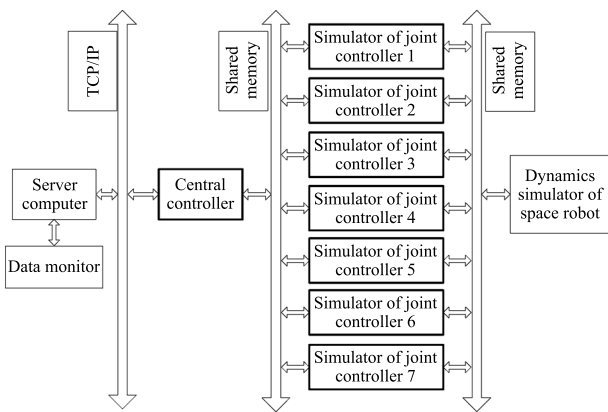 TCP/IP
Shared
memory
Simulator of joint
controller 1
Simulator of joint
controller 2
Simulator of joint
controller 3
Simulator of joint
controller 4
Simulator of joint
controller 5
Simulator of joint
controller 6
Simulator of joint
controller 7
Shared
memory
Server
computer
Data monitor
Central
controller
Dynamics
simulator of
space robot